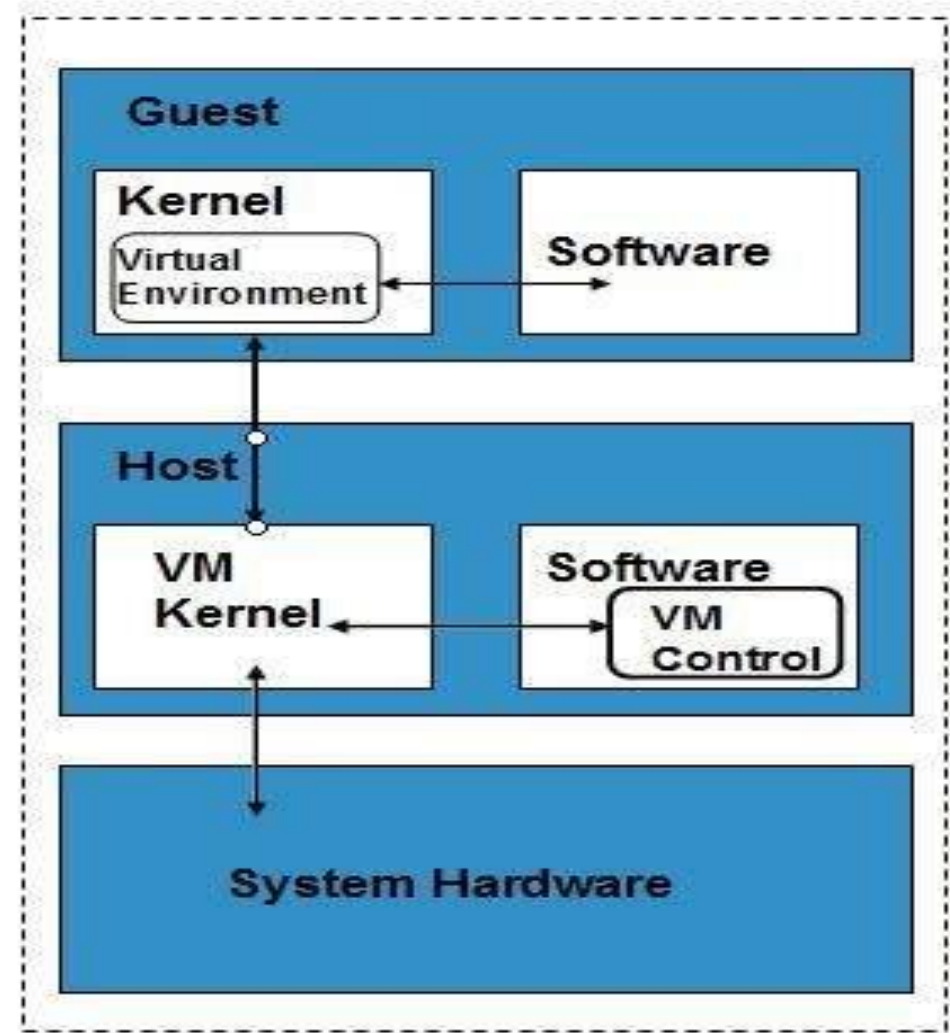 Guest
Kernel
Virtual
Environment
Software
Host
VM
Kernel
Software
VM
Control
System Hardware